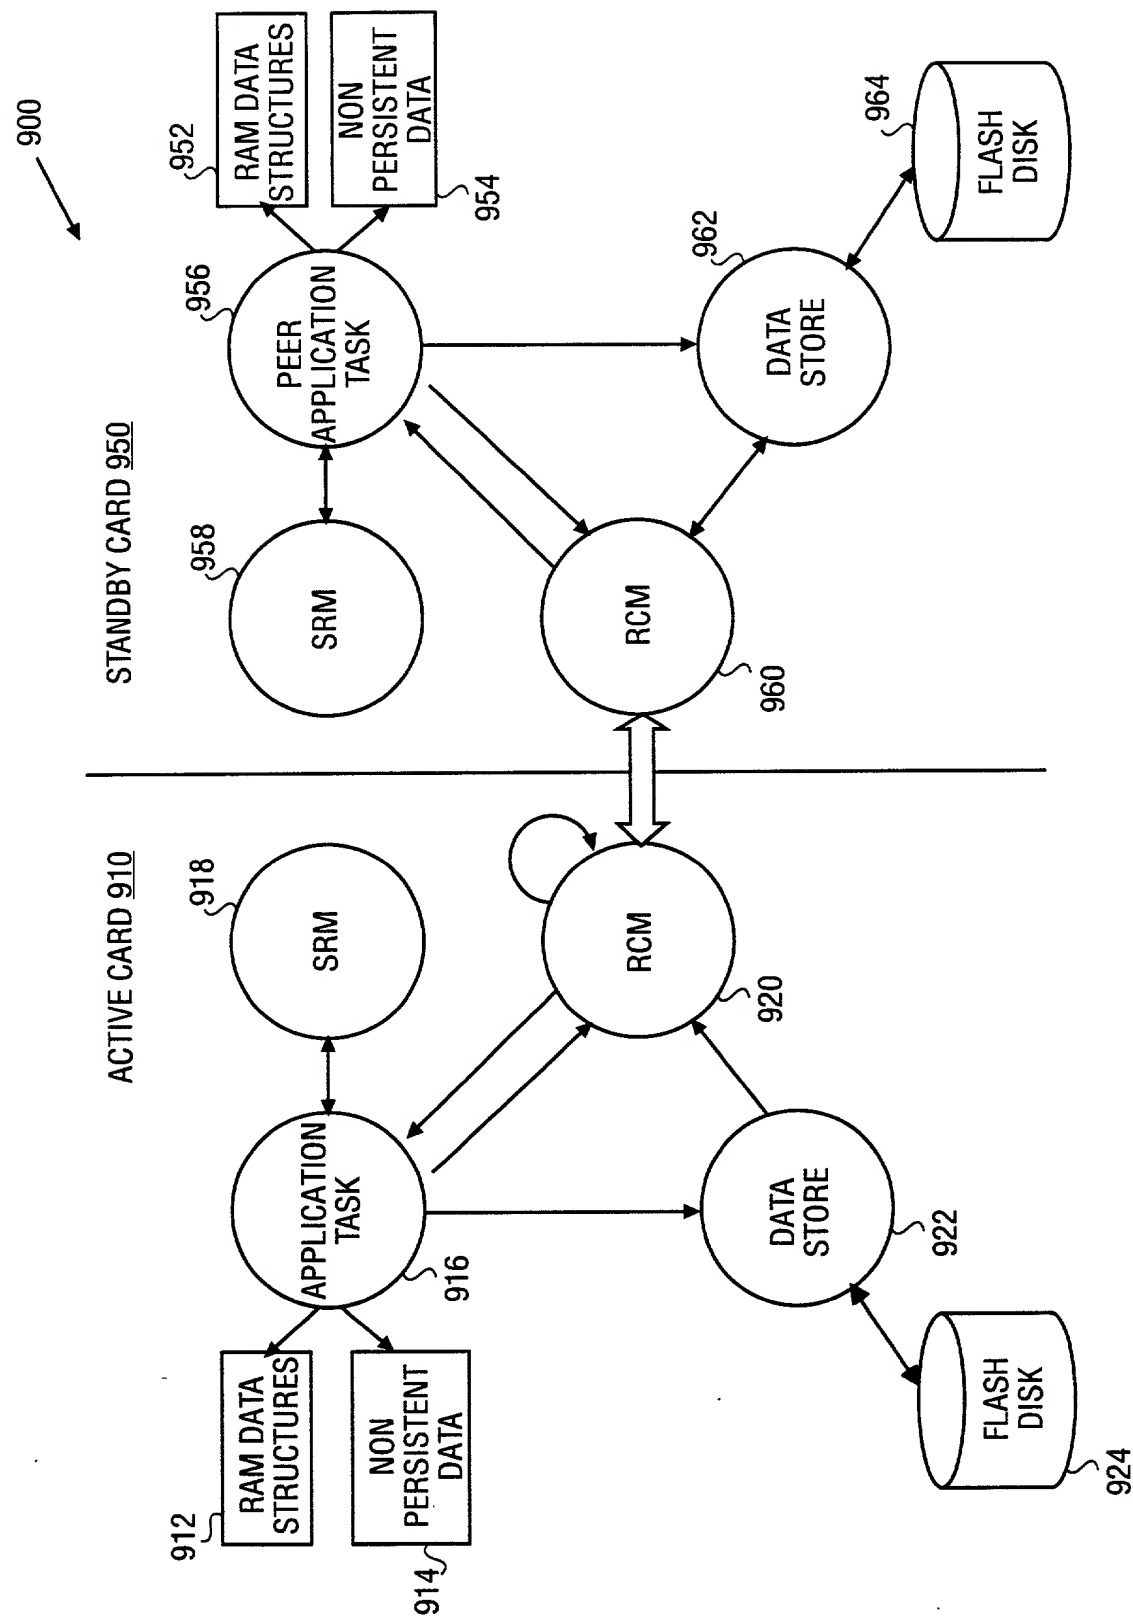 900
ACTIVE CARD 910
STANDBY CARD 950
912
RAM DATA
STRUCTURES
914
NON
PERSISTENT
DATA
APPLICATION
TASK
916
918
SRM
RCM
920
DATA
STORE
922
FLASH
DISK
924
958
SRM
956
PEER
APPLICATION
TASK
952
RAM DATA
STRUCTURES
NON
PERSISTENT
DATA
954
RCM
960
962
DATA
STORE
964
FLASH
DISK